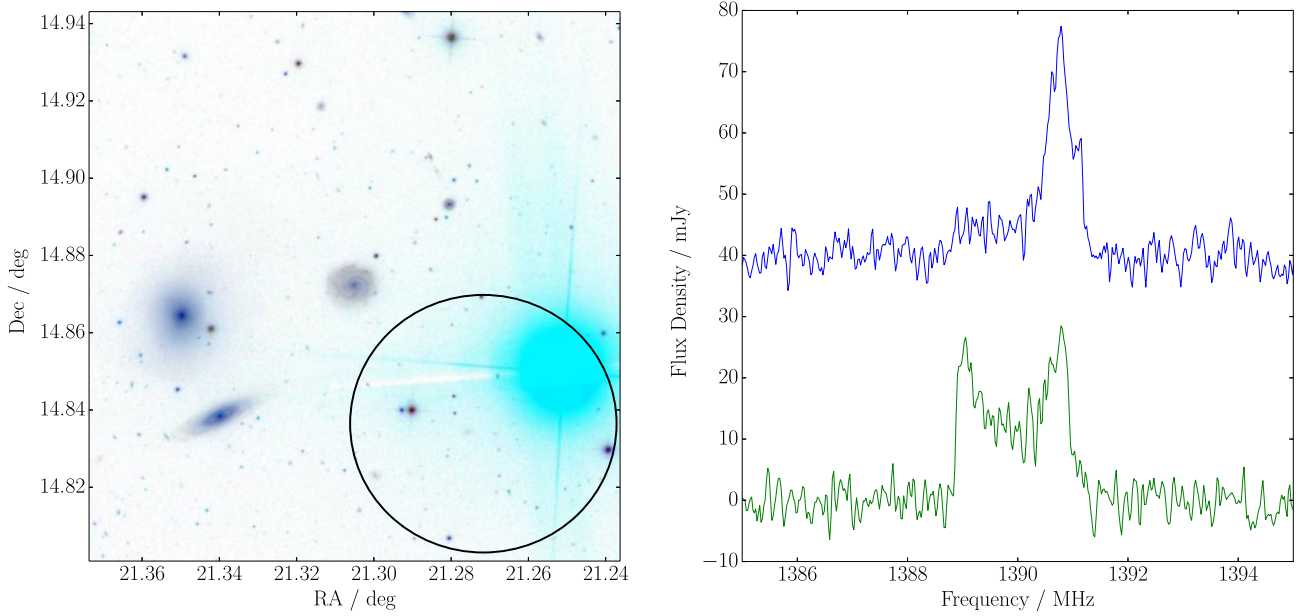 14.94
14.92
14.90
14.88
14.86
14.84
14.82
Dec / deg
21.36 21.34 21.32 21.30 21.28 21.26 21.24
RA / deg
80
70
60
50
40
30
20
10
0
−10
Flux Density / mJy
1386 1388 1390 1392 1394
Frequency / MHz